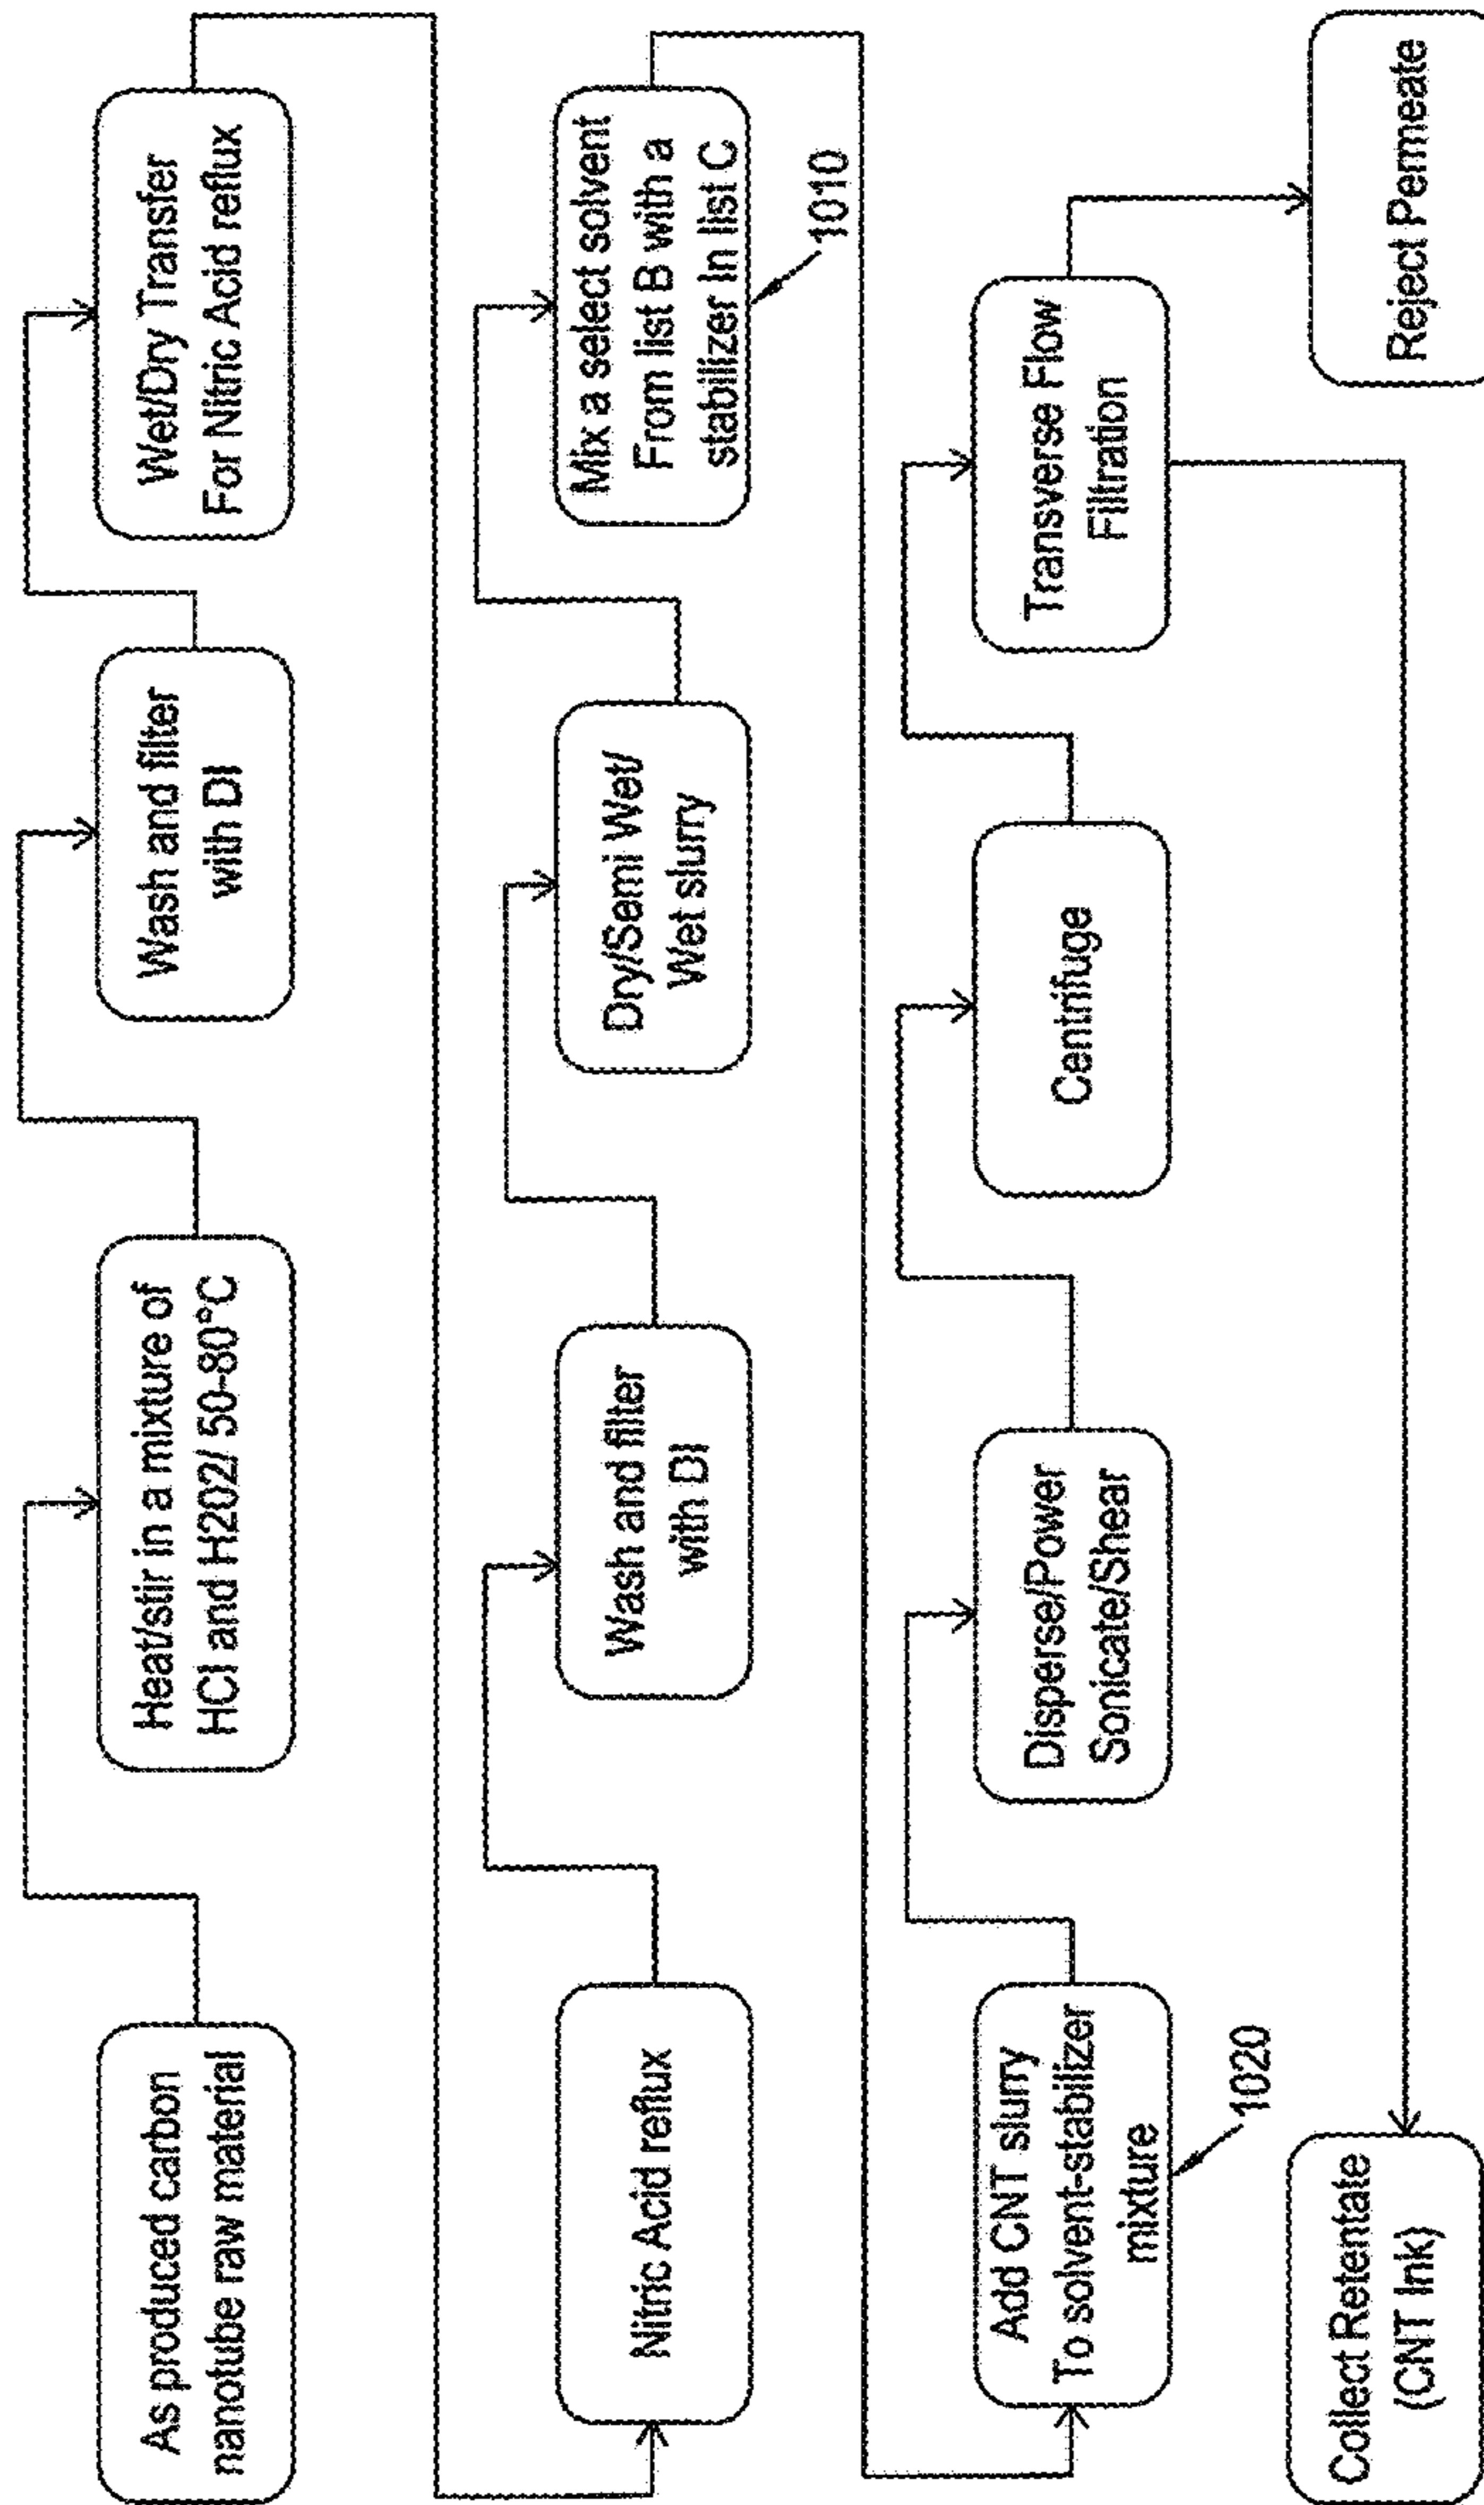 As produced carbon
nanotube raw material
Heat/stir in a mixture of
HCl and H202/ 50-80°C
Wash and filter
with DI
Wet/Dry Transfer
For Nitric Acid reflux
Nitric Acid reflux
Wash and filter
with DI
Dry/Semi Wet/
Wet slurry
Mix a select solvent
From list B with a
stabilizer In list C
1010
Add CNT slurry
To solvent-stabilizer
mixture
1020
Disperse/Power
Sonicate/Shear
Centrifuge
Transverse Flow
Filtration
Collect Retentate
(CNT Ink)
Reject Permeate